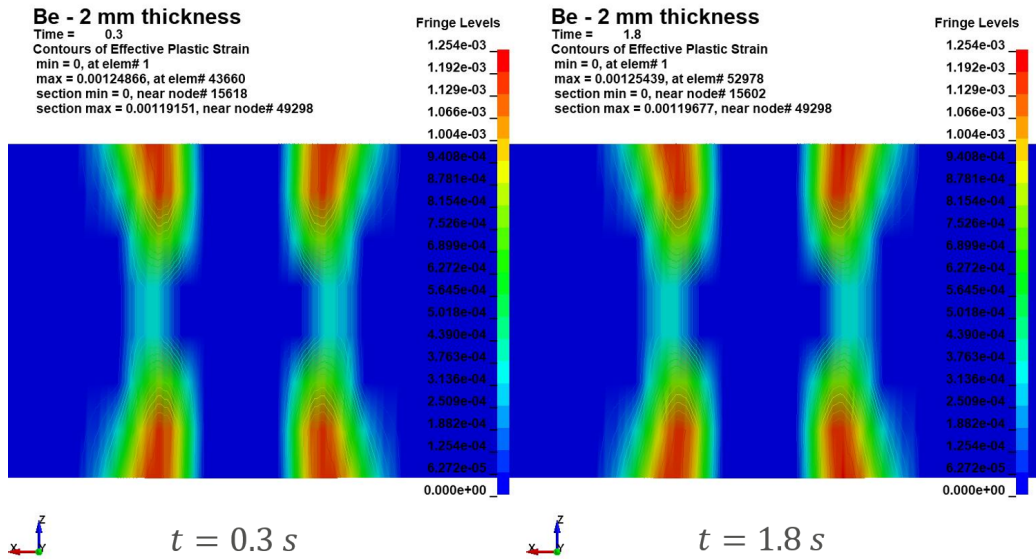 Be - 2 mm thickness
Time = 0.3
Contours of Effective Plastic Strain
min = 0, at elem# 1
max = 0.00124866, at elem# 43660
section min = 0, near node# 15618
section max = 0.00119151, near node# 49298
Fringe Levels
1.254e-03
1.192e-03
1.129e-03
1.066e-03
1.004e-03
9.408e-04
8.781e-04
8.154e-04
7.526e-04
6.899e-04
6.272e-04
5.645e-04
5.018e-04
4.390e-04
3.763e-04
3.136e-04
2.509e-04
1.882e-04
1.254e-04
6.272e-05
0.000e+00
Z
X
Y
t = 0.3 s
Be - 2 mm thickness
Time = 1.8
Contours of Effective Plastic Strain
min = 0, at elem# 1
max = 0.00125439, at elem# 52978
section min = 0, near node# 15602
section max = 0.00119677, near node# 49298
Fringe Levels
1.254e-03
1.192e-03
1.129e-03
1.066e-03
1.004e-03
9.408e-04
8.781e-04
8.154e-04
7.526e-04
6.899e-04
6.272e-04
5.645e-04
5.018e-04
4.390e-04
3.763e-04
3.136e-04
2.509e-04
1.882e-04
1.254e-04
6.272e-05
0.000e+00
Z
X
Y
t = 1.8 s